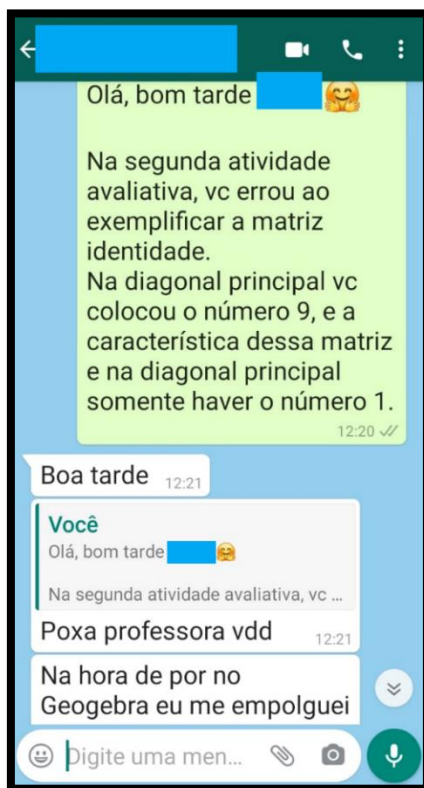 Olá, bom tarde 🤗
Na segunda atividade
avaliativa, vc errou ao
exemplificar a matriz
identidade.
Na diagonal principal vc
colocou o número 9, e a
característica dessa matriz
e na diagonal principal
somente haver o número 1.
12:20
Boa tarde 12:21
Você
Olá, bom tarde 🤗
Na segunda atividade avaliativa, vc ...
Poxa professora vdd 12:21
Na hora de por no
Geogebra eu me empolguei
Digite uma men...